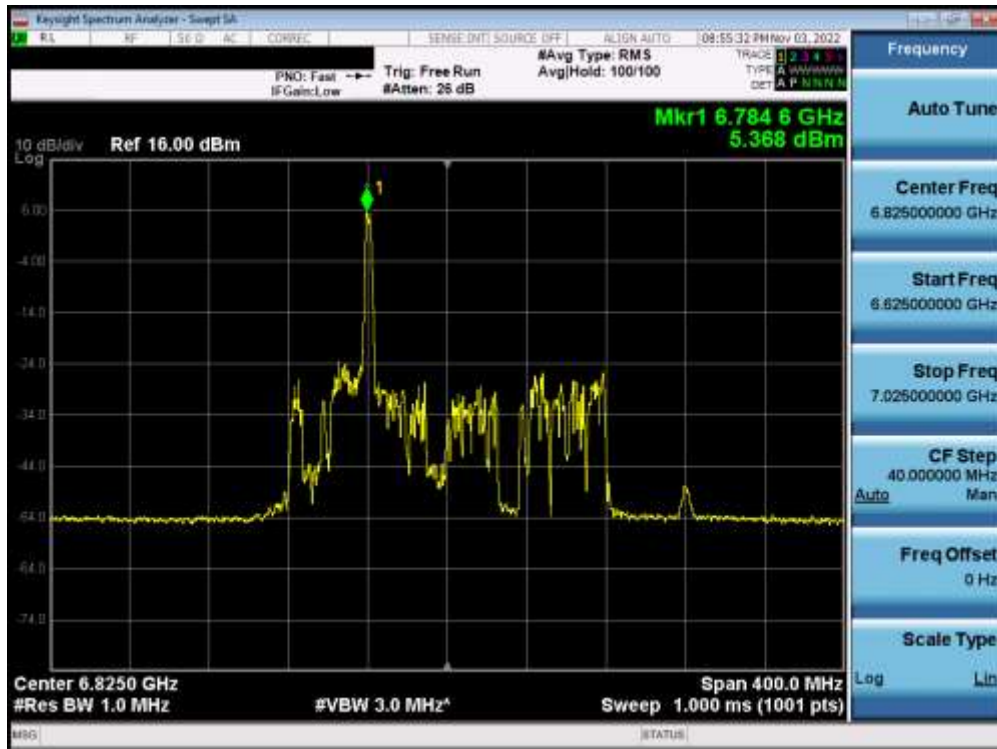 Keysight Spectrum Analyzer - Swept SA
RL RF 50 Ω AC CORREC SENSE:INT SOURCE OFF ALIGN AUTO 08:55:32 PM Nov 03, 2022
Frequency
PNO: Fast
IFGain:Low
Trig: Free Run
#Atten: 26 dB
#Avg Type: RMS
Avg|Hold: 100/100
TRACE 1 2 3 4 5 6
TYPE A WWWWW
DET A P N N N N
Auto Tune
Mkr1 6.784 6 GHz
5.368 dBm
10 dB/div Ref 16.00 dBm
Log
1
6.00
-4.00
-14.0
-24.0
-34.0
-44.0
-54.0
-64.0
-74.0
Center Freq
6.825000000 GHz
Start Freq
6.625000000 GHz
Stop Freq
7.025000000 GHz
CF Step
40.000000 MHz
Auto Man
Freq Offset
0 Hz
Scale Type
Log Lin
Center 6.8250 GHz Span 400.0 MHz
#Res BW 1.0 MHz #VBW 3.0 MHz* Sweep 1.000 ms (1001 pts)
MSG STATUS